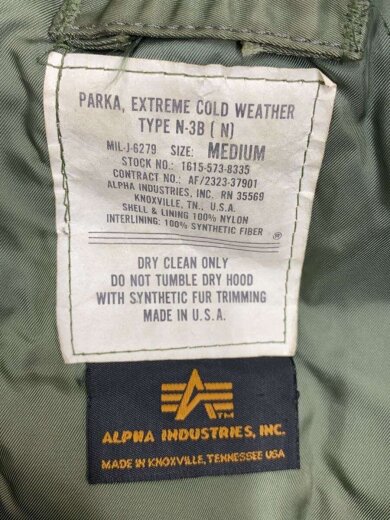 PARKA, EXTREME COLD WEATHER
TYPE N-3B ( N)
MIL-J-6279 SIZE: MEDIUM
STOCK NO.: 1615-573-8335
CONTRACT NO.: AF/2323-37901
ALPHA INDUSTRIES, INC. RN 35569
KNOXVILLE, TN., U.S.A.
SHELL & LINING 100% NYLON
INTERLINING: 100% SYNTHETIC FIBER
®
DRY CLEAN ONLY
DO NOT TUMBLE DRY HOOD
WITH SYNTHETIC FUR TRIMMING
MADE IN U.S.A.
TM
ALPHA INDUSTRIES, INC.
MADE IN KNOXVILLE, TENNESSEE USA